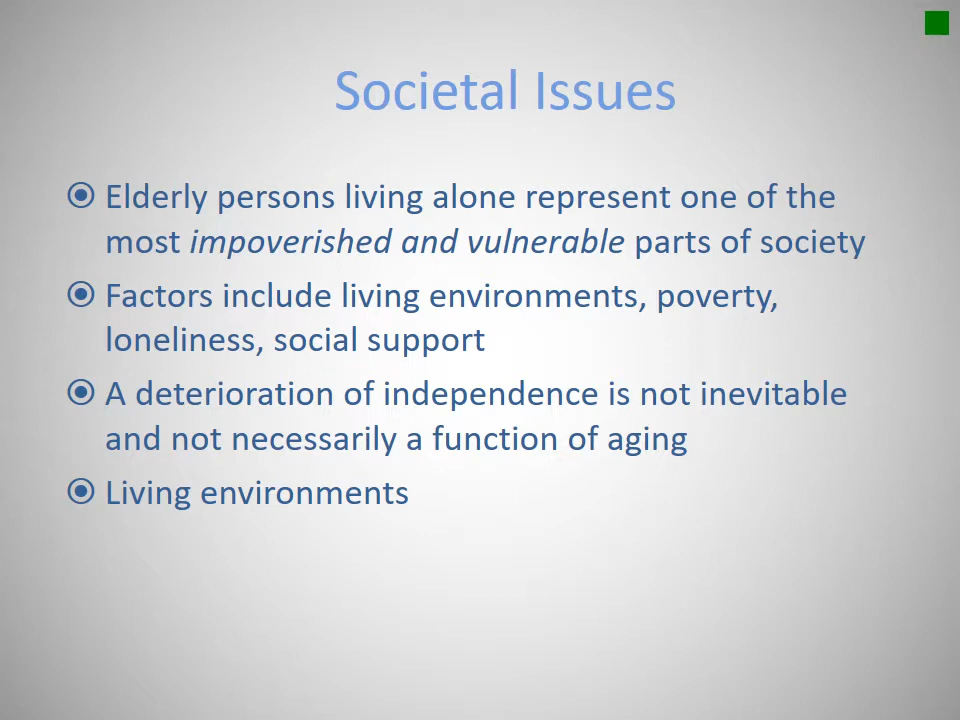 Societal Issues
Elderly persons living alone represent one of the
most impoverished and vulnerable parts of society
Factors include living environments, poverty,
loneliness, social support
A deterioration of independence is not inevitable
and not necessarily a function of aging
Living environments